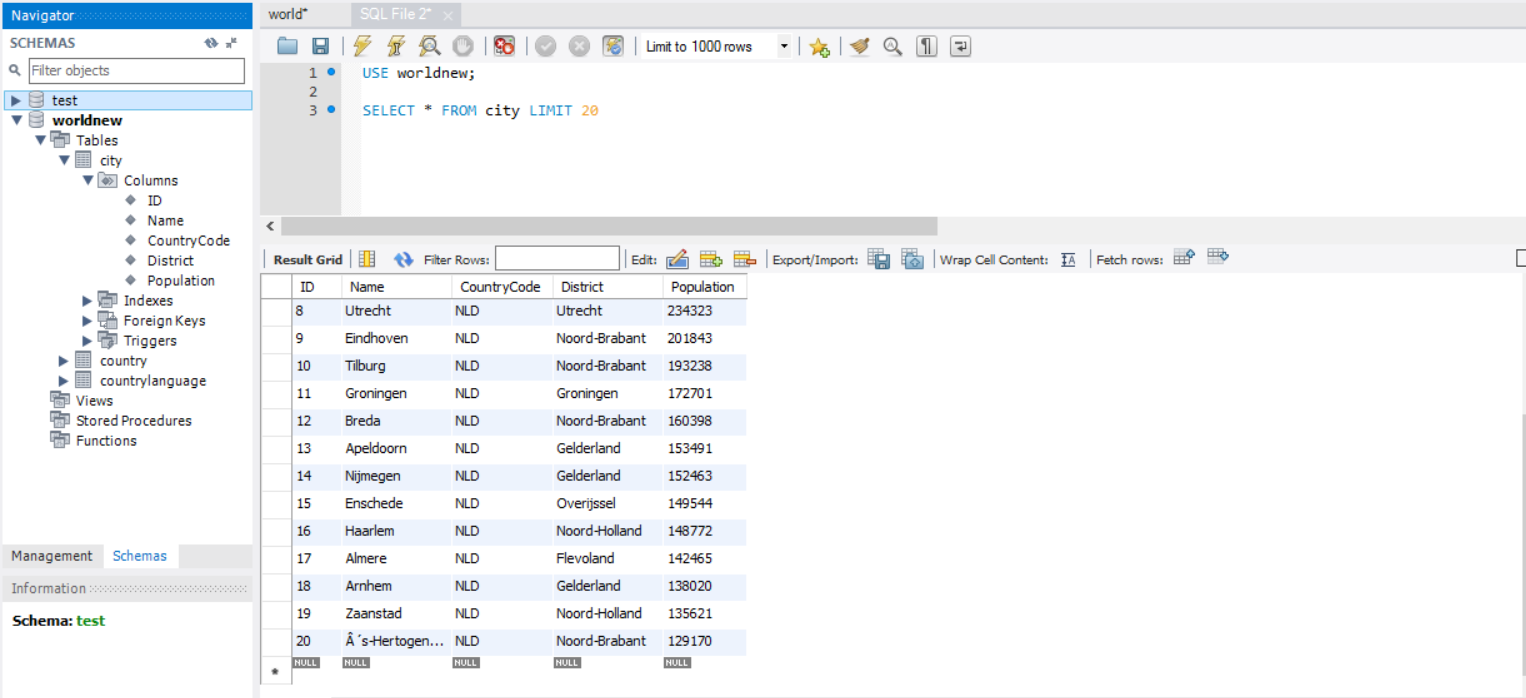 Navigator
world*
SQL File 2*
SCHEMAS
Limit to 1000 rows
Filter objects
1 USE worldnew;
2
3 SELECT * FROM city LIMIT 20
test
worldnew
Tables
city
Columns
ID
Name
CountryCode
District
Population
Indexes
Foreign Keys
Triggers
country
countrylanguage
Views
Stored Procedures
Functions
Management Schemas
Information
Schema: test
Result Grid Filter Rows: Edit: Export/Import: Wrap Cell Content: Fetch rows:
ID Name CountryCode District Population
8 Utrecht NLD Utrecht 234323
9 Eindhoven NLD Noord-Brabant 201843
10 Tilburg NLD Noord-Brabant 193238
11 Groningen NLD Groningen 172701
12 Breda NLD Noord-Brabant 160398
13 Apeldoorn NLD Gelderland 153491
14 Nijmegen NLD Gelderland 152463
15 Enschede NLD Overijssel 149544
16 Haarlem NLD Noord-Holland 148772
17 Almere NLD Flevoland 142465
18 Arnhem NLD Gelderland 138020
19 Zaanstad NLD Noord-Holland 135621
20 Â´s-Hertogen... NLD Noord-Brabant 129170
* NULL NULL NULL NULL NULL